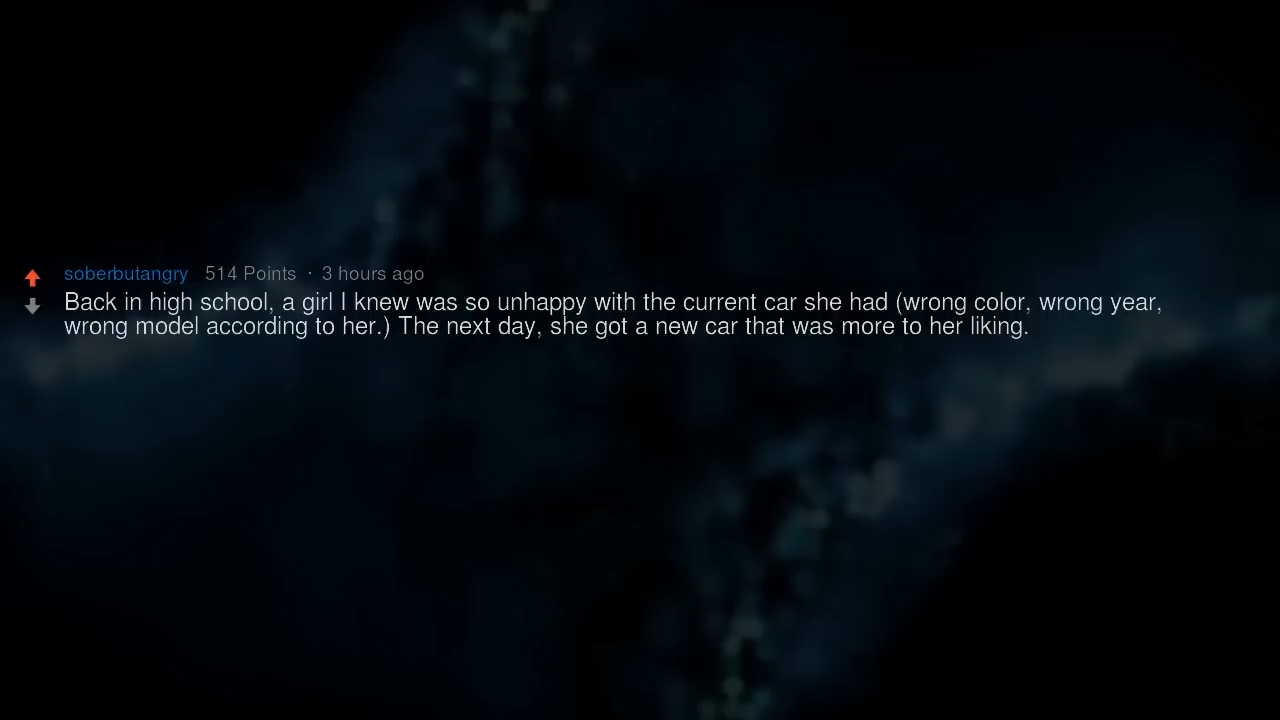 soberbutangry 514 Points · 3 hours ago
Back in high school, a girl I knew was so unhappy with the current car she had (wrong color, wrong year,
wrong model according to her.) The next day, she got a new car that was more to her liking.